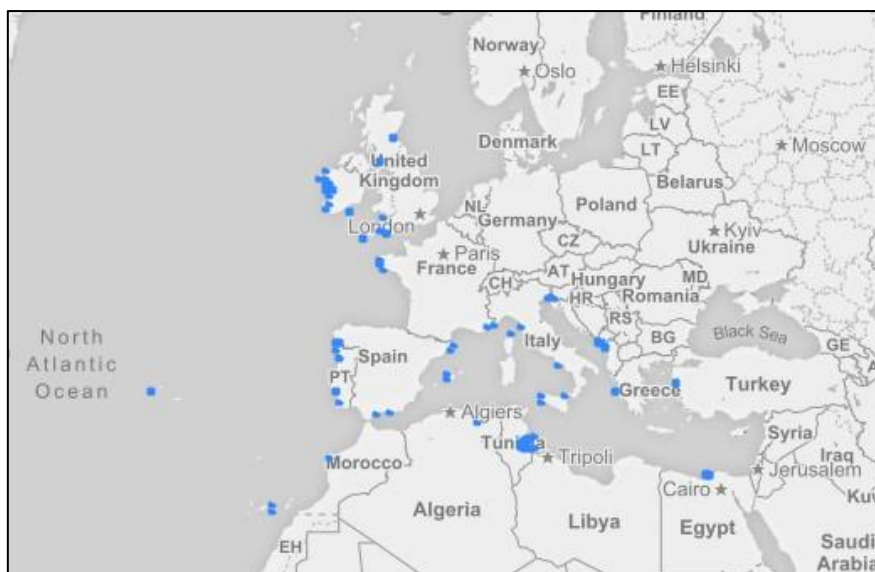 Finland
Norway
Oslo
Helsinki
EE
LV
Denmark
Moscow
LT
United
Kingdom
Belarus
NL
London
Germany
Poland
Kyiv
Paris
CZ
Ukraine
France
AT
MD
CH
Hungary
HR
Romania
RS
North
Atlantic
Ocean
Italy
BG
Black Sea
GE
Spain
PT
Greece
Turkey
A
Algiers
Syria
Tunisia
Tripoli
Iraq
Morocco
Jerusalem
Cairo
Kuv
Algeria
Libya
Egypt
EH
Saudi
Arabia